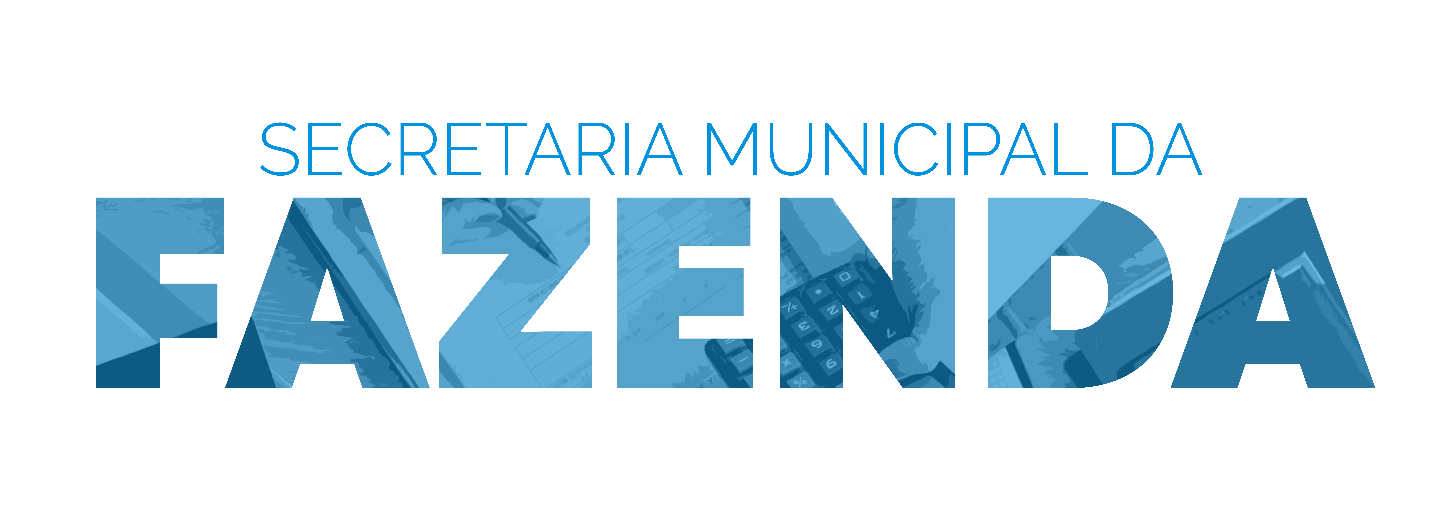 SECRETARIA MUNICIPAL DA
FAZENDA